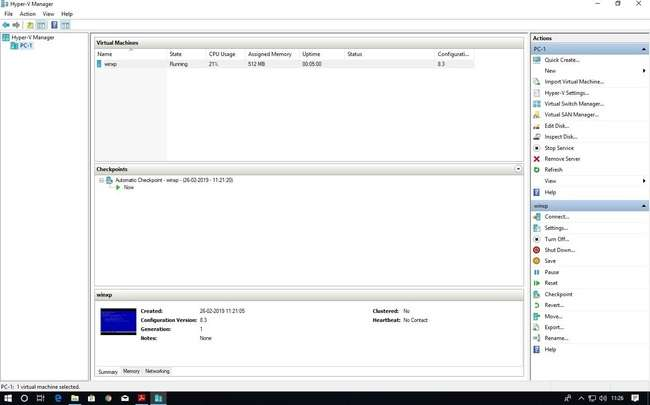 Hyper-V Manager
File Action View Help
Hyper-V Manager
PC-1
Virtual Machines
Name State CPU Usage Assigned Memory Uptime Status Configurati...
winxp Running 21% 512 MB 00:05:00 8.3
Checkpoints
Automatic Checkpoint - winxp - (26-02-2019 - 11:21:20)
Now
winxp
Created: 26-02-2019 11:21:05 Clustered: No
Configuration Version: 8.3 Heartbeat: No Contact
Generation: 1
Notes: None
Summary Memory Networking
Actions
PC-1
Quick Create...
New
Import Virtual Machine...
Hyper-V Settings...
Virtual Switch Manager...
Virtual SAN Manager...
Edit Disk...
Inspect Disk...
Stop Service
Remove Server
Refresh
View
Help
winxp
Connect...
Settings...
Turn Off...
Shut Down...
Save
Pause
Reset
Checkpoint
Revert...
Move...
Export...
Rename...
Help
PC-1: 1 virtual machine selected.
11:26